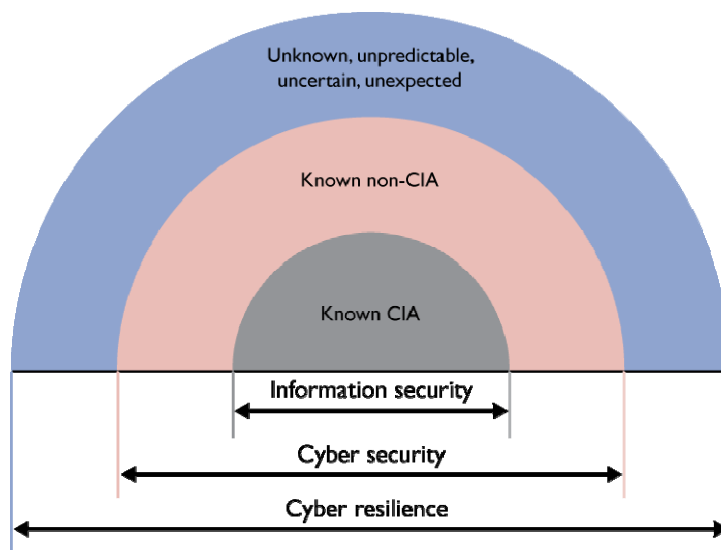 Unknown, unpredictable,
uncertain, unexpected
Known non-CIA
Known CIA
Information security
Cyber security
Cyber resilience